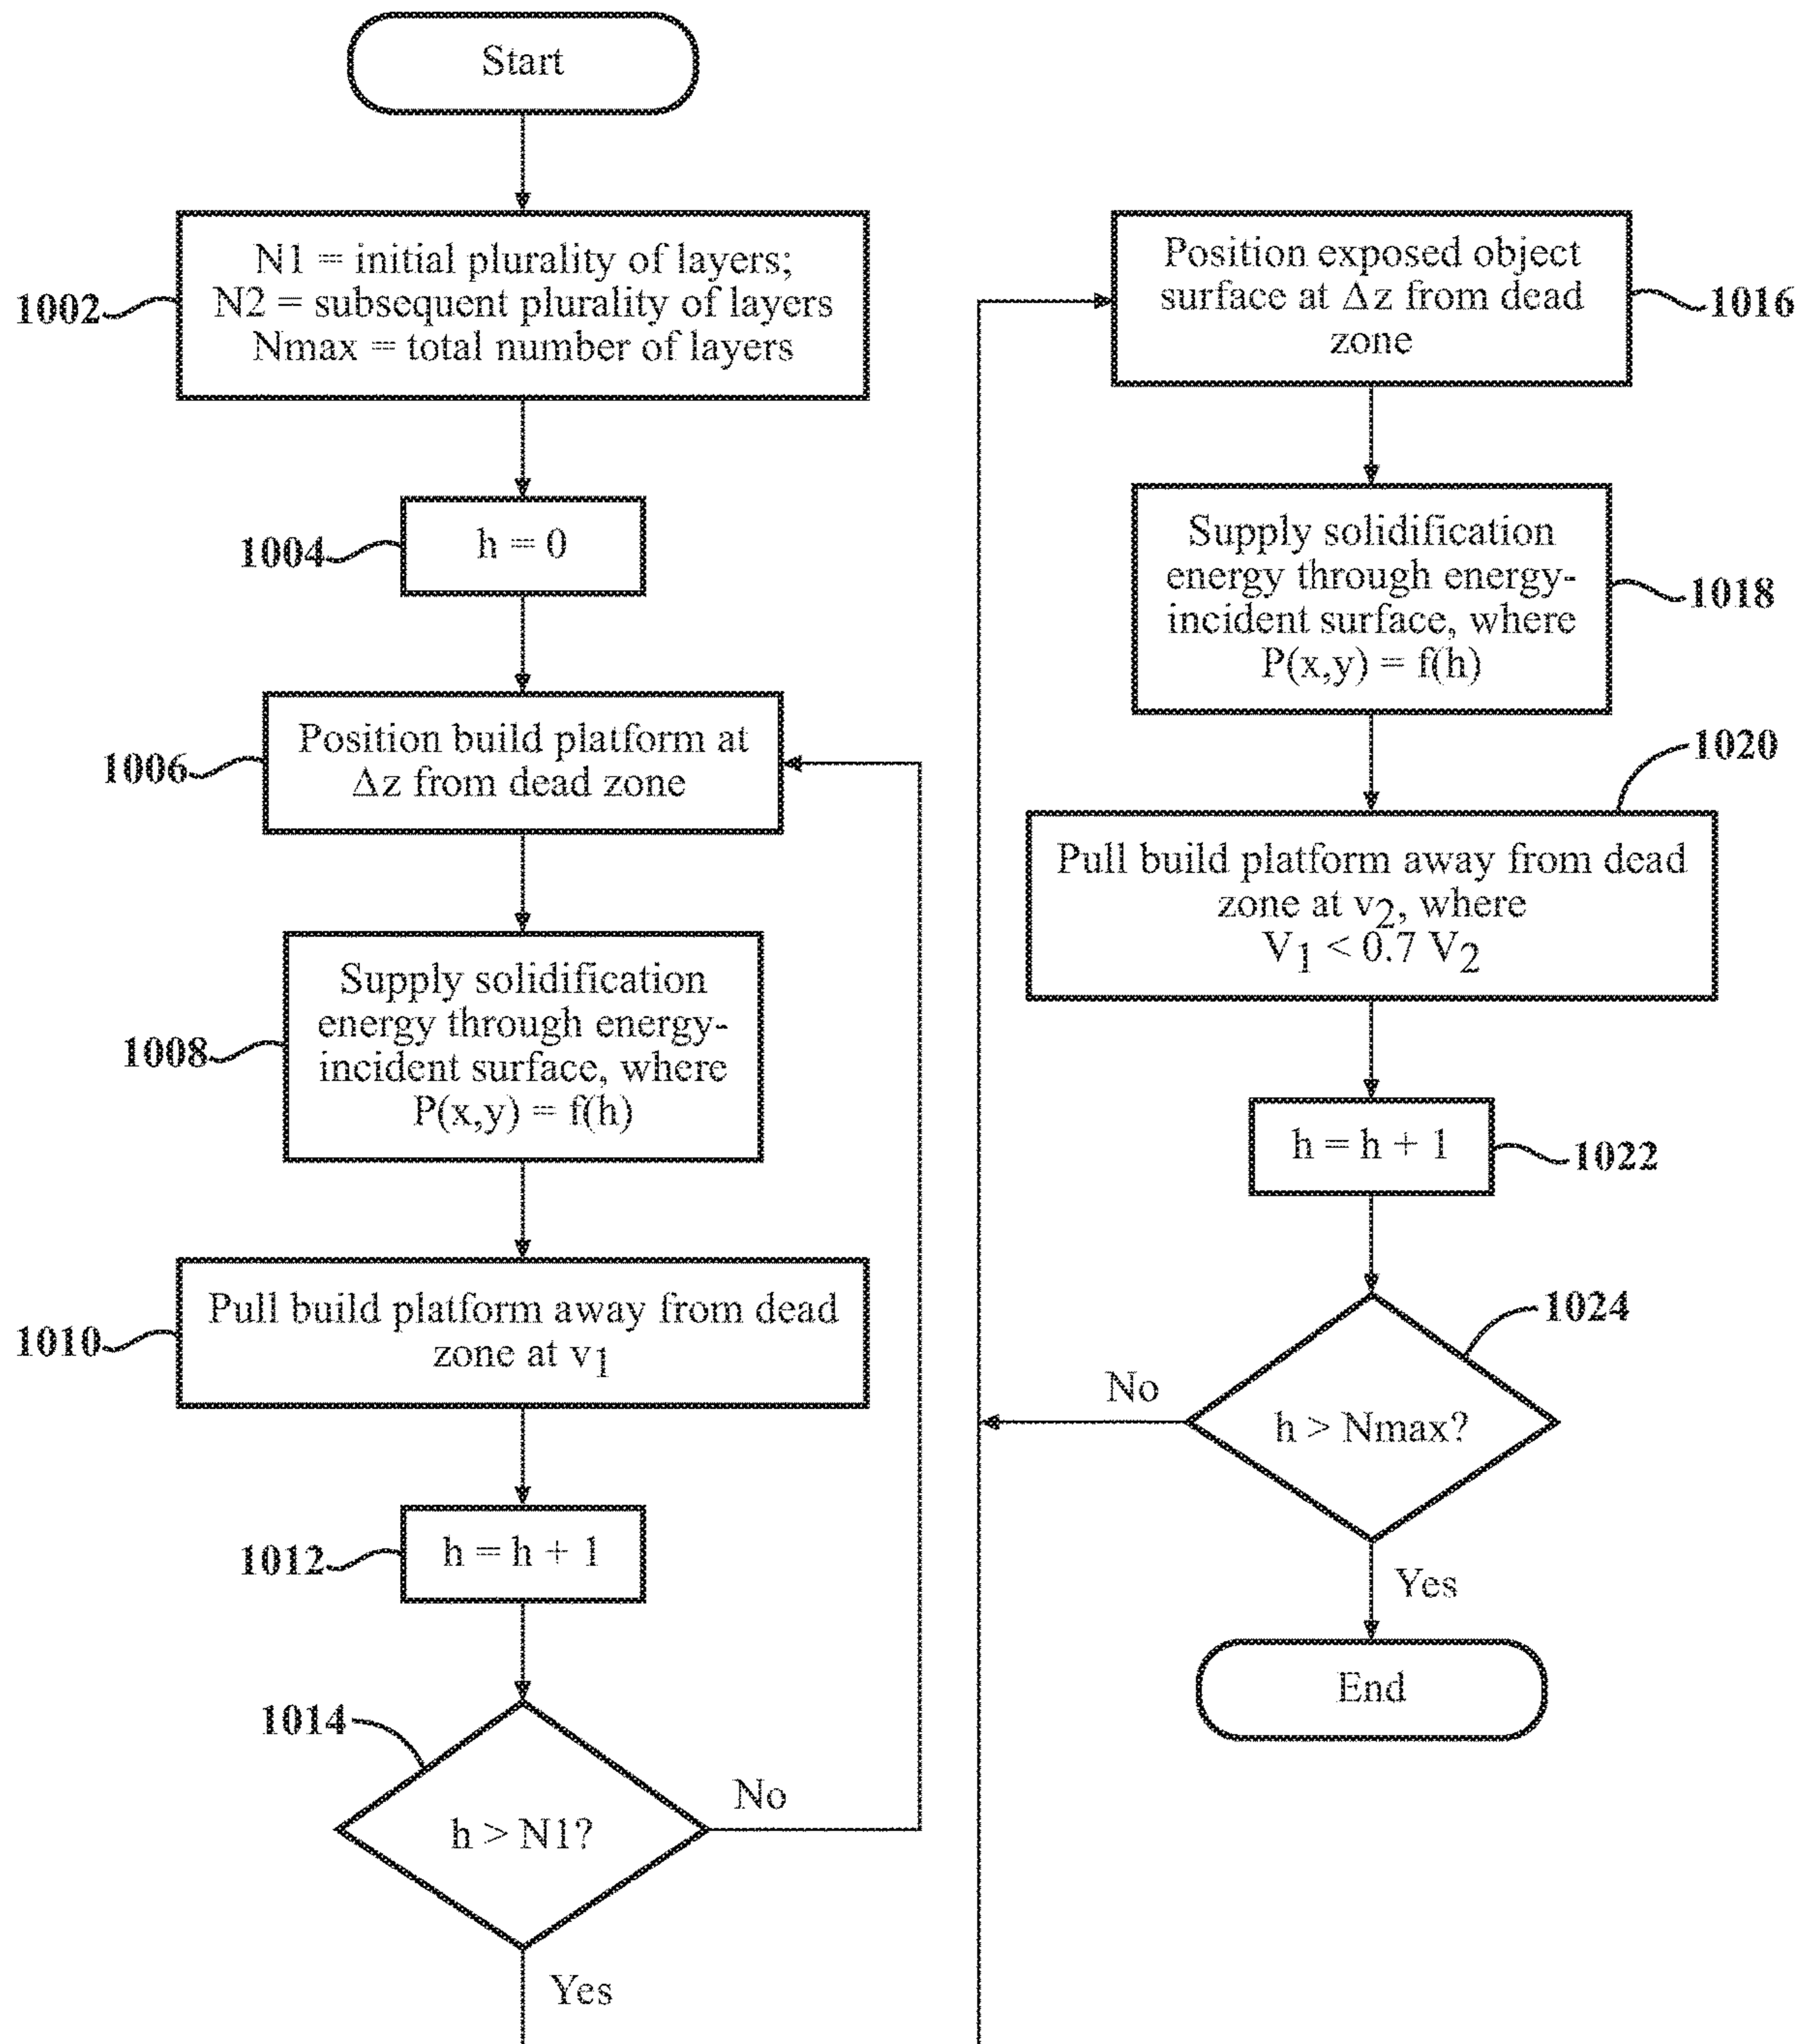 Start
N1 = initial plurality of layers;
N2 = subsequent plurality of layers
Nmax = total number of layers
1002
h = 0
1004
Position build platform at
Δz from dead zone
1006
Supply solidification
energy through energy-
incident surface, where
P(x,y) = f(h)
1008
Pull build platform away from dead
zone at v1
1010
h = h + 1
1012
1014
h > N1?
No
Yes
Position exposed object
surface at Δz from dead
zone
1016
Supply solidification
energy through energy-
incident surface, where
P(x,y) = f(h)
1018
1020
Pull build platform away from dead
zone at v2, where
V1 < 0.7 V2
h = h + 1
1022
1024
h > Nmax?
No
Yes
End